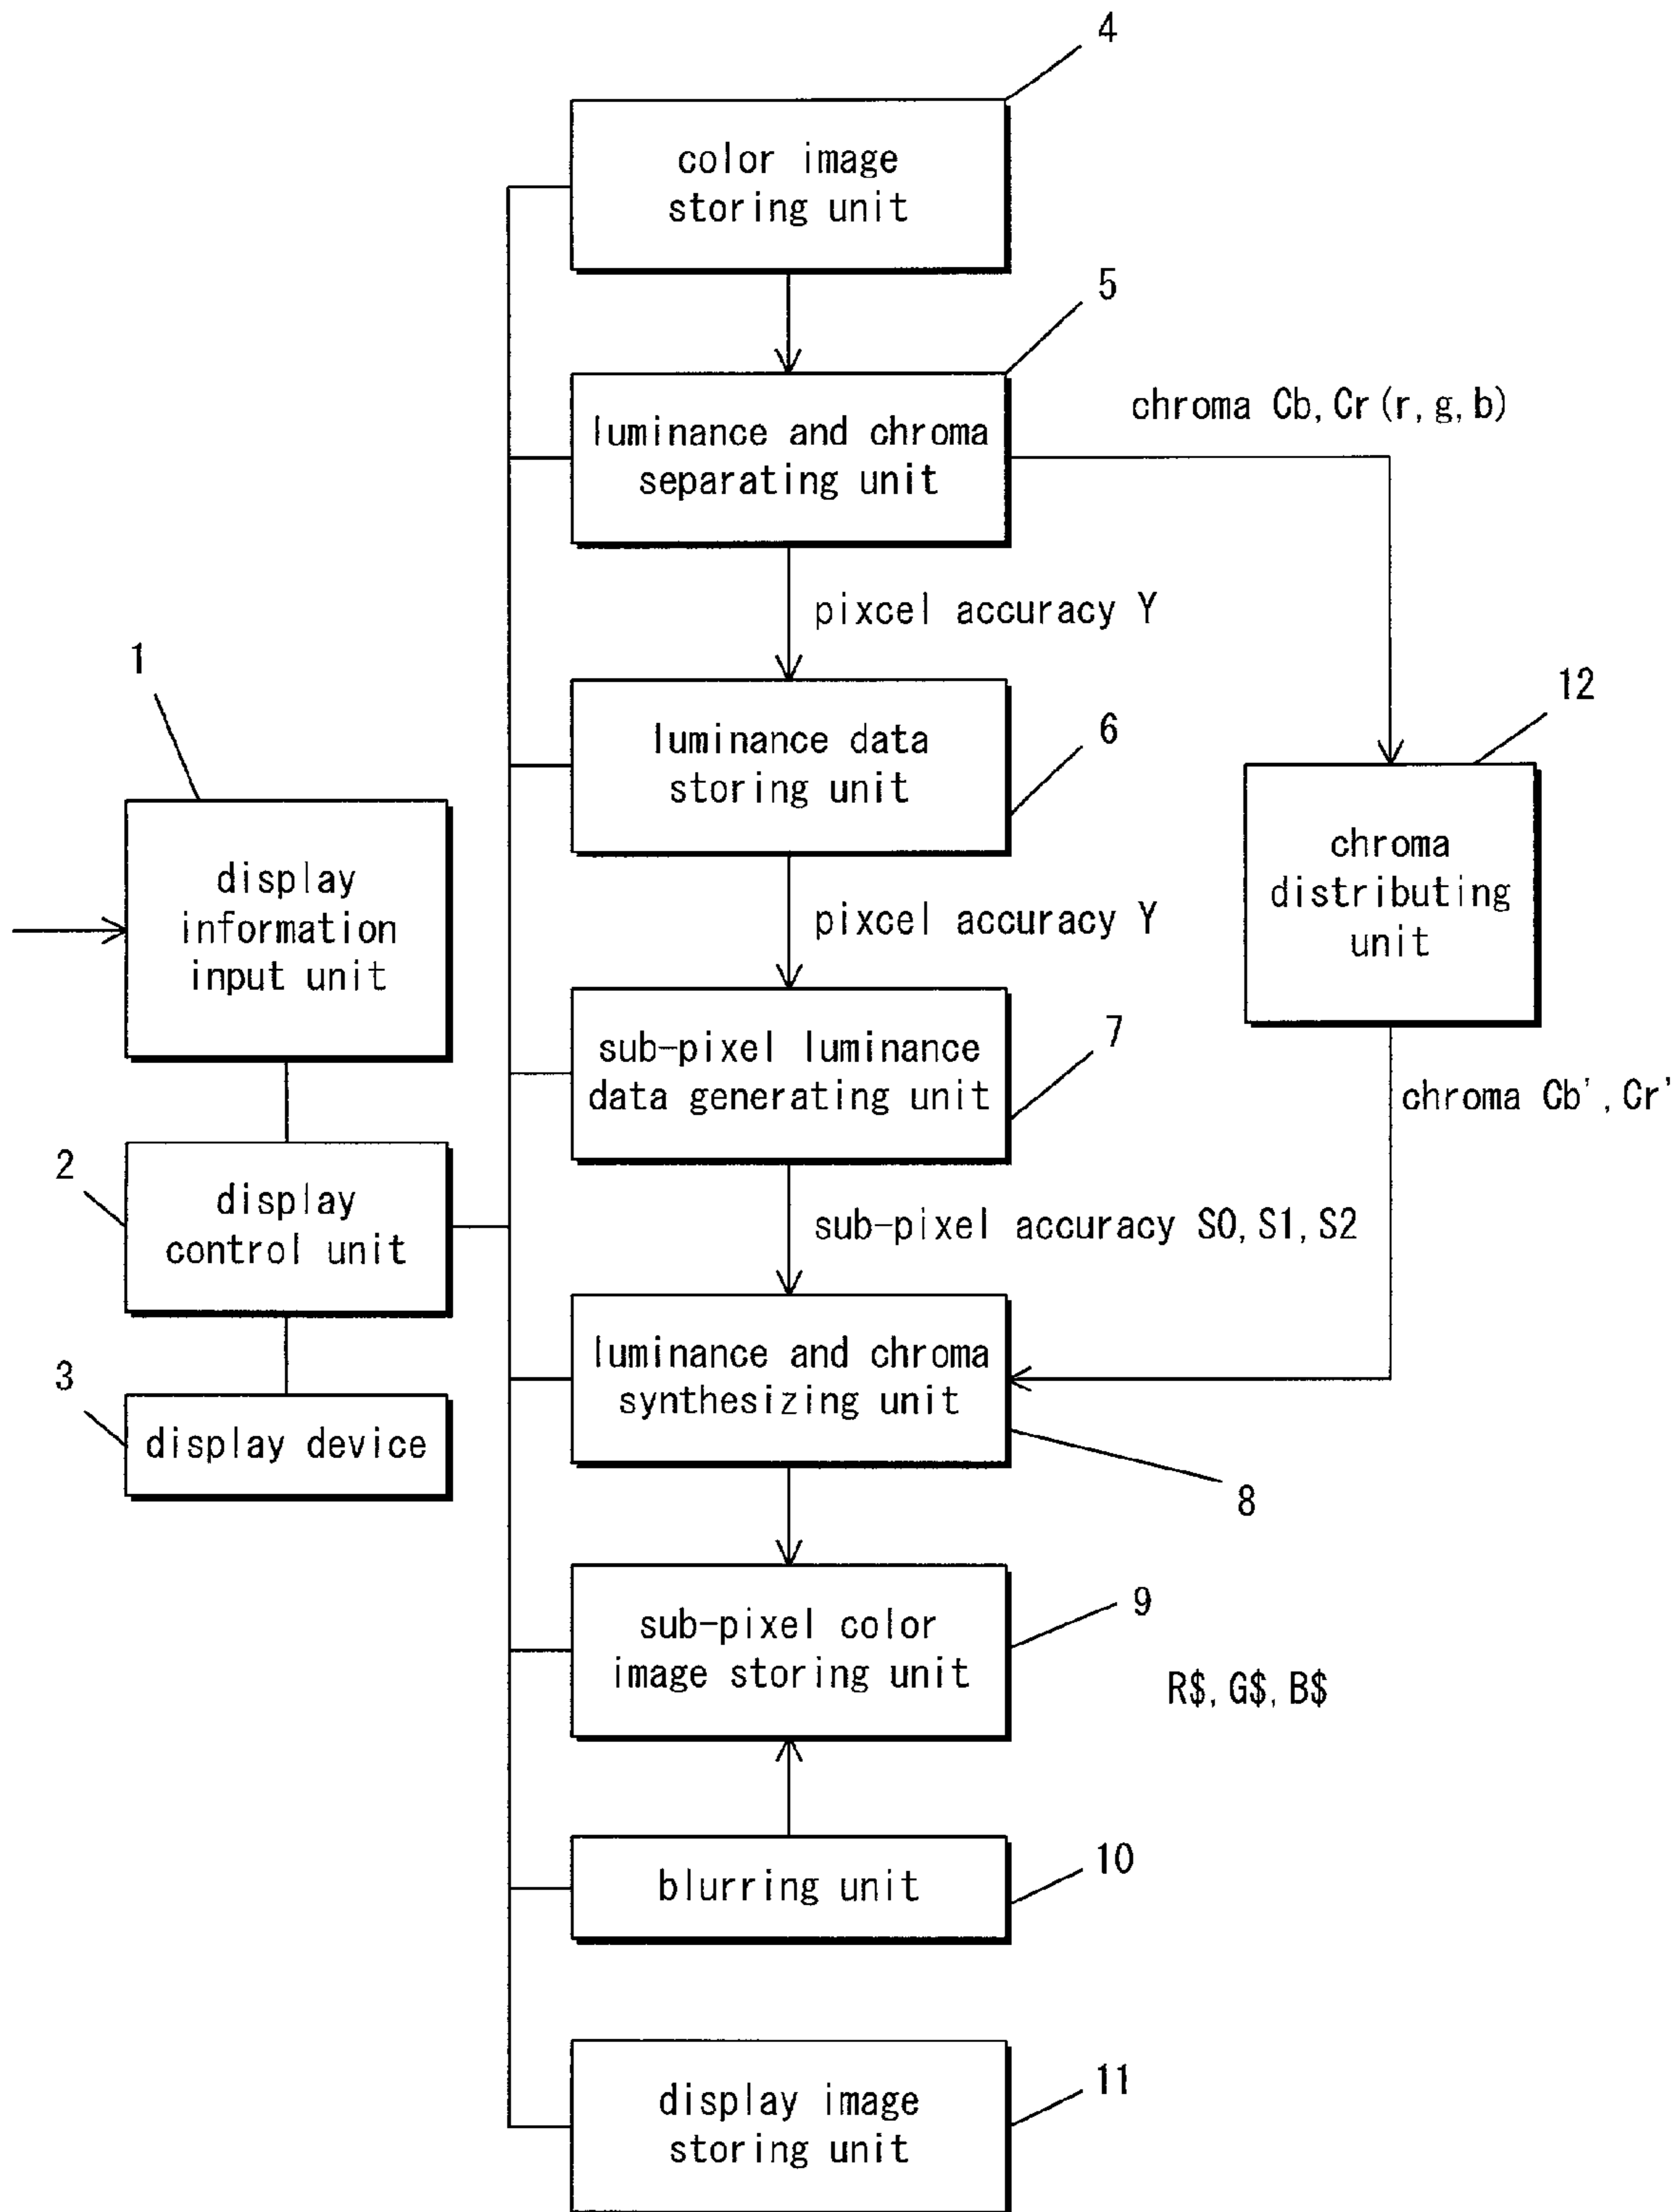 4
color image
storing unit
5
luminance and chroma
separating unit
chroma Cb, Cr (r, g, b)
pixcel accuracy Y
1
12
6
luminance data
storing unit
display
information
input unit
chroma
distributing
unit
pixcel accuracy Y
7
sub-pixel luminance
data generating unit
chroma Cb', Cr'
2
display
control unit
sub-pixel accuracy S0, S1, S2
3
display device
luminance and chroma
synthesizing unit
8
9
sub-pixel color
image storing unit
R$, G$, B$
10
blurring unit
11
display image
storing unit